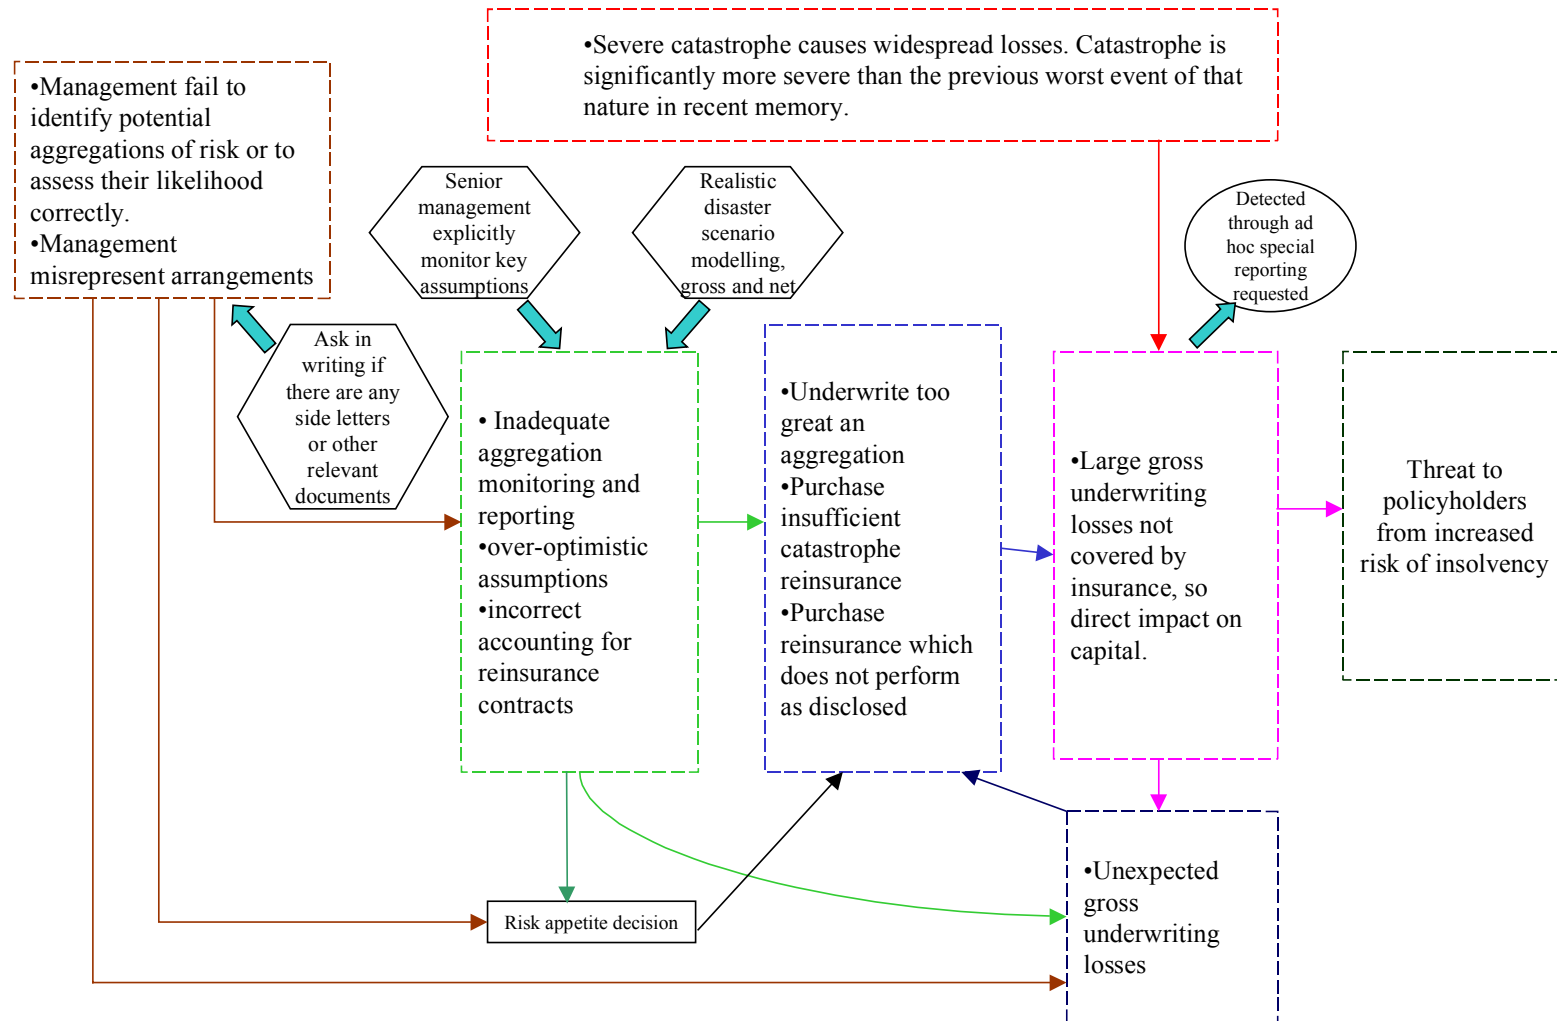 •Severe catastrophe causes widespread losses. Catastrophe is
significantly more severe than the previous worst event of that
nature in recent memory.
•Management fail to
identify potential
aggregations of risk or to
assess their likelihood
correctly.
•Management
misrepresent arrangements
Senior
management
explicitly
monitor key
assumptions
Realistic
disaster
scenario
modelling,
gross and net
Detected
through ad
hoc special
reporting
requested
Ask in
writing if
there are any
side letters
or other
relevant
documents
• Inadequate
aggregation
monitoring and
reporting
•over-optimistic
assumptions
•incorrect
accounting for
reinsurance
contracts
•Underwrite too
great an
aggregation
•Purchase
insufficient
catastrophe
reinsurance
•Purchase
reinsurance which
does not perform
as disclosed
•Large gross
underwriting
losses not
covered by
insurance, so
direct impact on
capital.
Threat to
policyholders
from increased
risk of insolvency
Risk appetite decision
•Unexpected
gross
underwriting
losses